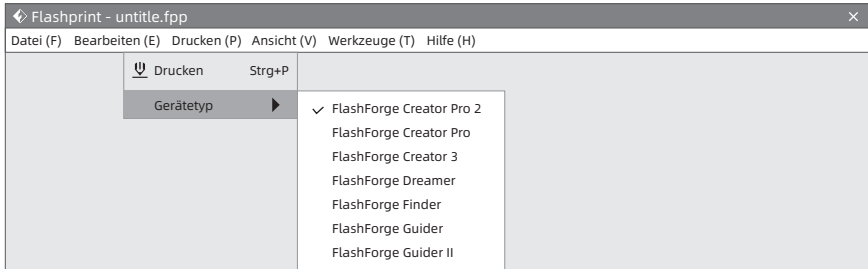 Flashprint - untitle.fpp
Datei (F) Bearbeiten (E) Drucken (P) Ansicht (V) Werkzeuge (T) Hilfe (H)
Drucken Strg+P
Gerätetyp
FlashForge Creator Pro 2
FlashForge Creator Pro
FlashForge Creator 3
FlashForge Dreamer
FlashForge Finder
FlashForge Guider
FlashForge Guider II